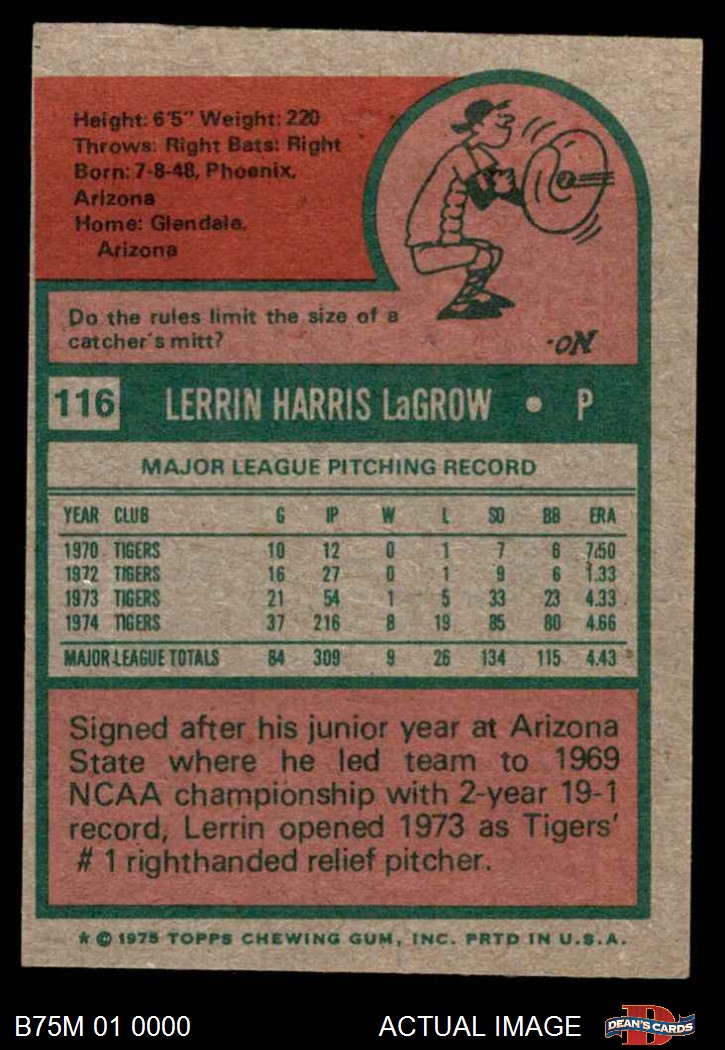 Height: 6'5" Weight: 220
Throws: Right Bats: Right
Born: 7-8-48, Phoenix,
Arizona
Home: Glendale,
Arizona
Do the rules limit the size of a
catcher's mitt?
·ON
116 LERRIN HARRIS LaGROW • P
MAJOR LEAGUE PITCHING RECORD
YEAR CLUB G IP W L SO BB ERA
1970 TIGERS 10 12 0 1 7 6 7.50
1972 TIGERS 16 27 0 1 9 6 1.33
1973 TIGERS 21 54 1 5 33 23 4.33
1974 TIGERS 37 216 8 19 85 80 4.66
MAJOR LEAGUE TOTALS 84 309 9 26 134 115 4.43
Signed after his junior year at Arizona
State where he led team to 1969
NCAA championship with 2-year 19-1
record, Lerrin opened 1973 as Tigers'
# 1 righthanded relief pitcher.
* © 1975 TOPPS CHEWING GUM, INC. PRTD IN U.S.A.
B75M 01 0000 ACTUAL IMAGE
D
DEAN'S CARDS